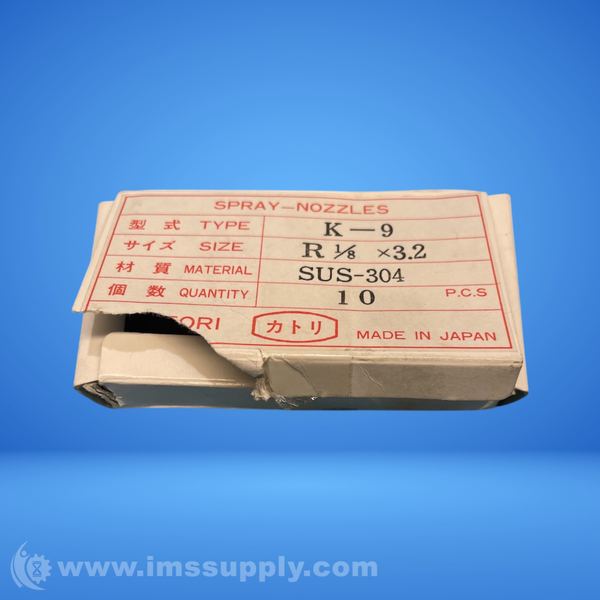 SPRAY-NOZZLES
型式 TYPE K-9
サイズ SIZE R 1/8 ×3.2
材質 MATERIAL SUS-304
個数 QUANTITY 10 P.C.S
TORI カトリ MADE IN JAPAN
www.imssupply.com